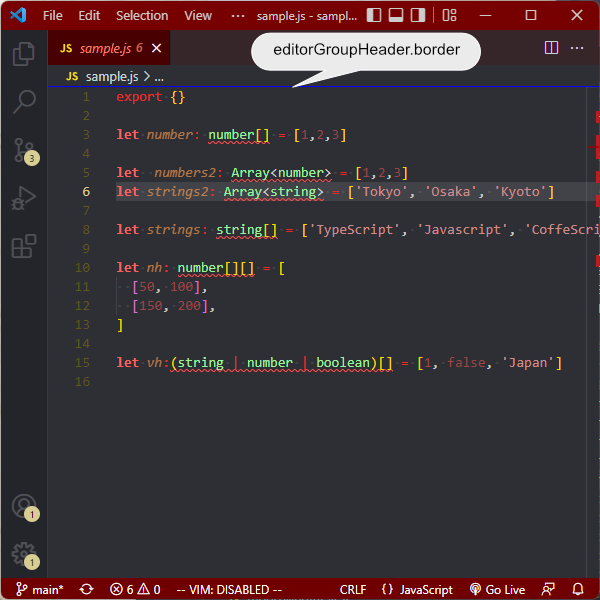 File Edit Selection View ··· sample.js - sampl...
JS sample.js 6 ×
editorGroupHeader.border
JS sample.js > ...
1 export {}
2
3 let number: number[] = [1,2,3]
4
5 let numbers2: Array<number> = [1,2,3]
6 let strings2: Array<string> = ['Tokyo', 'Osaka', 'Kyoto']
7
8 let strings: string[] = ['TypeScript', 'Javascript', 'CoffeScri
9
10 let nh: number[][] = [
11 [50, 100],
12 [150, 200],
13 ]
14
15 let vh:(string | number | boolean)[] = [1, false, 'Japan']
16
3
1
1
main* 6 0 -- VIM: DISABLED -- CRLF {} JavaScript Go Live